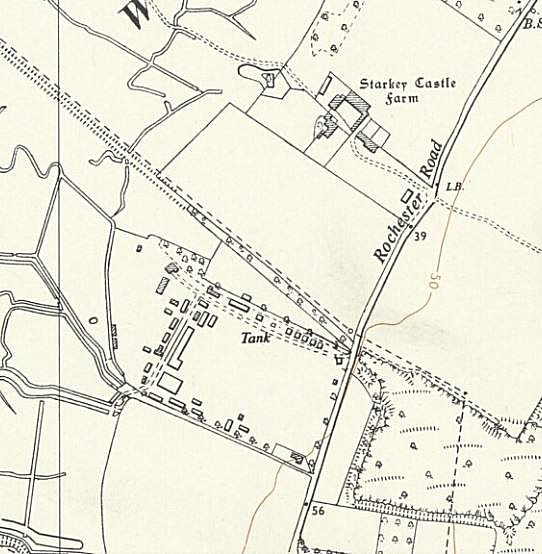 W
B.S
Starkey Castle
Farm
Rochester Road
L.B.
39
50
Tank
56